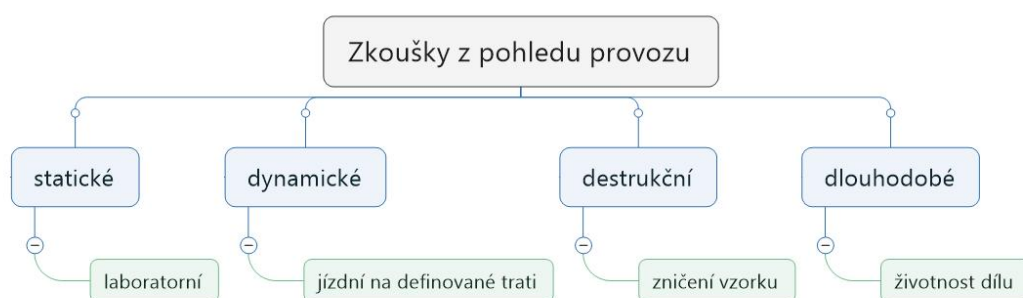 Zkoušky z pohledu provozu
statické
dynamické
destrukční
dlouhodobé
laboratorní
jízdní na definované trati
zničení vzorku
životnost dílu